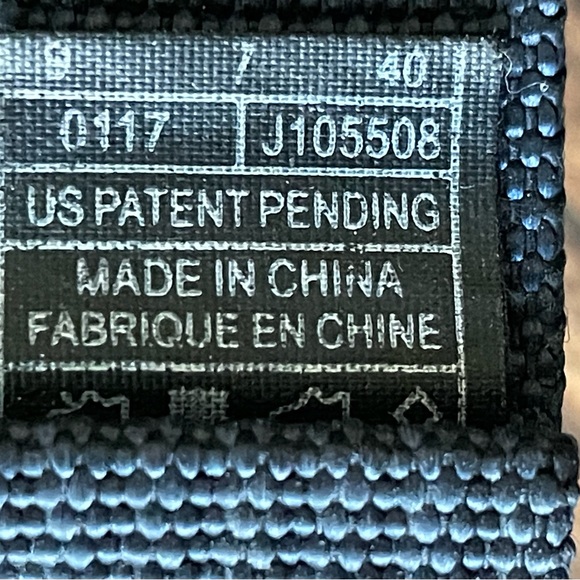 9 7 40
0117 J105508
US PATENT PENDING
MADE IN CHINA
FABRIQUE EN CHINE